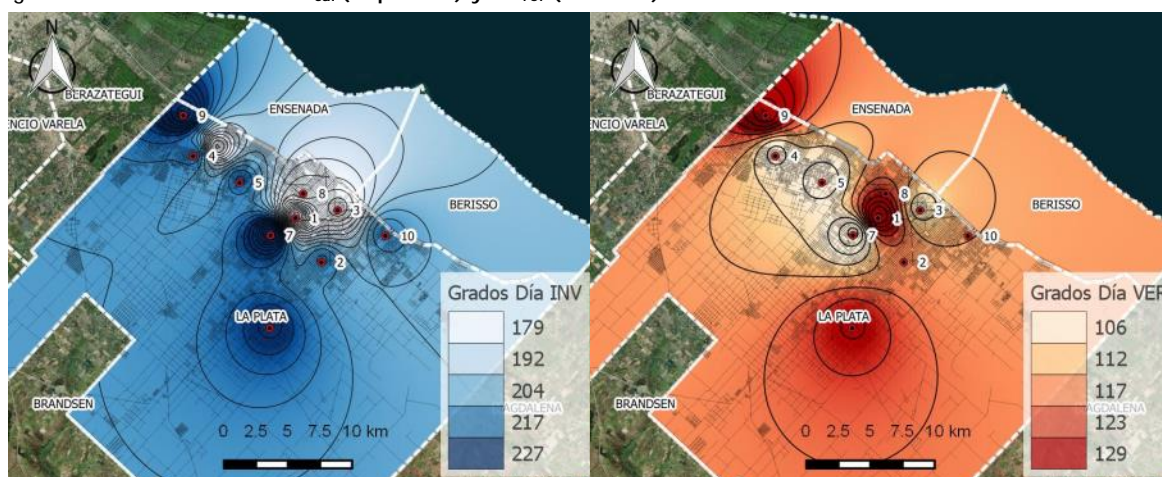 N
BERAZATEGUI
ENCIO VARELA
ENSENADA
BERISSO
LA PLATA
BRANDSEN
AGDALENA
9
4
5
8
3
1
7
10
2
Grados Día INV
179
192
204
217
227
0 2.5 5 7.5 10 km
N
BERAZATEGUI
ENCIO VARELA
ENSENADA
BERISSO
LA PLATA
BRANDSEN
AGDALENA
9
4
5
8
3
1
7
10
2
Grados Día VER
106
112
117
123
129
0 2.5 5 7.5 10 km